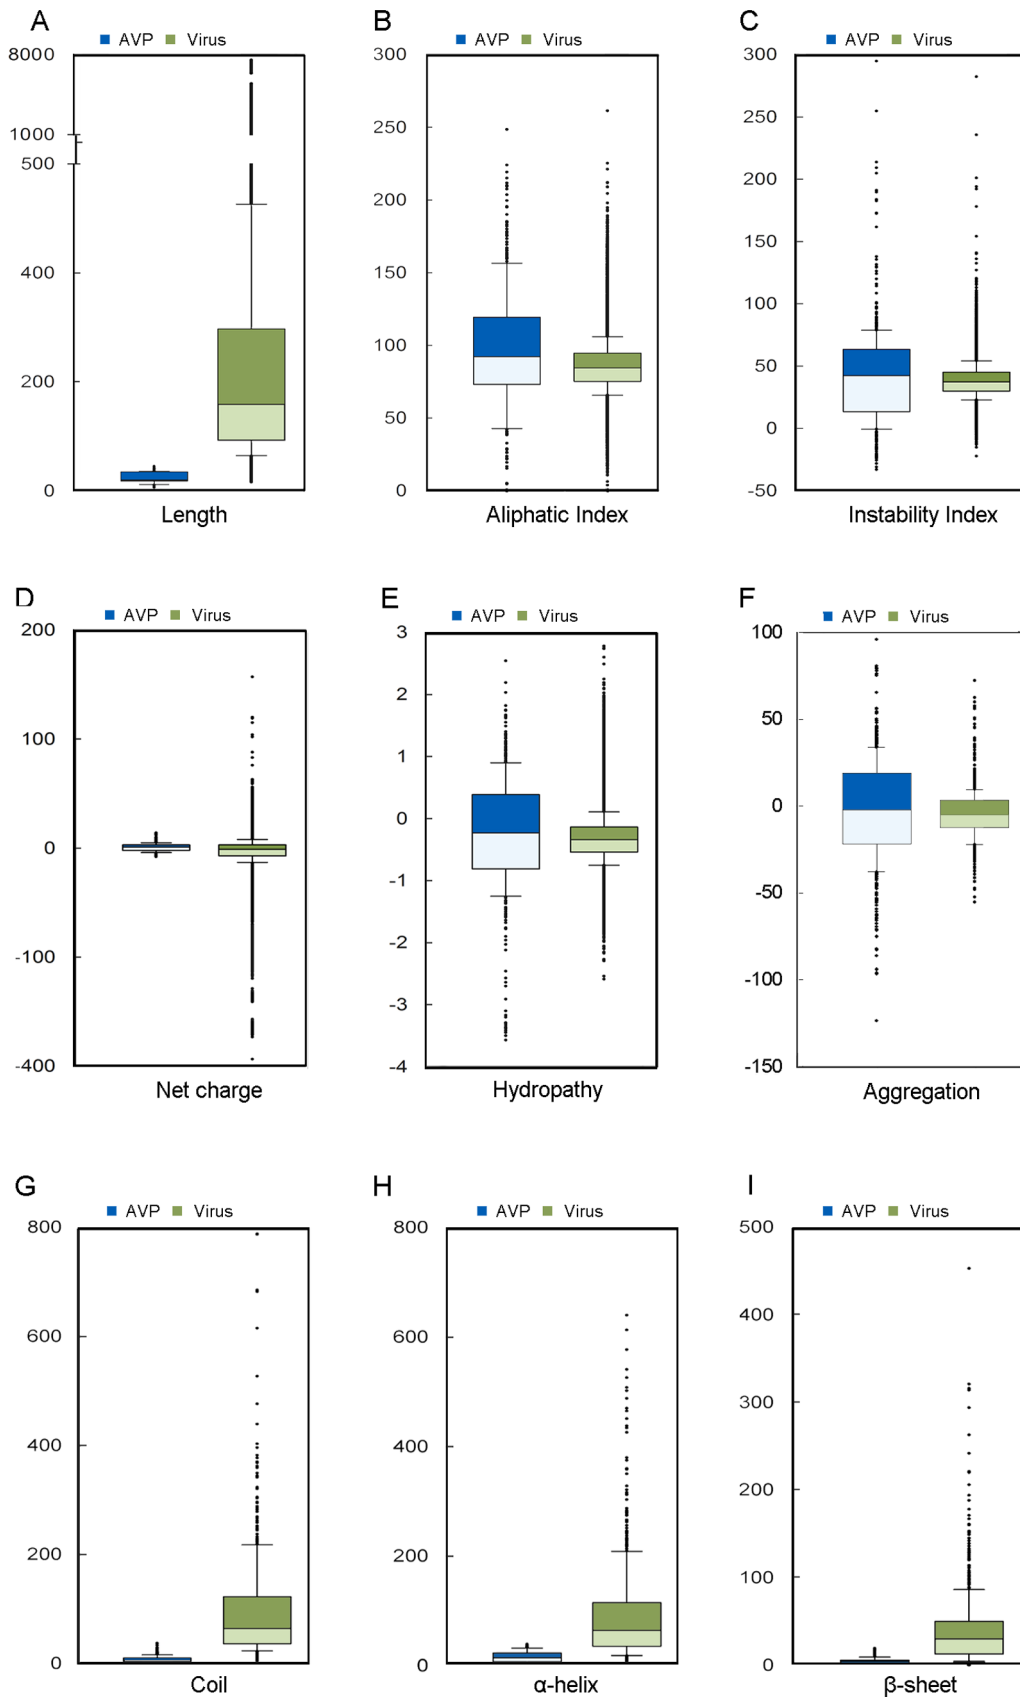 A
AVP Virus
8000
1000
500
400
200
0
Length
B
AVP Virus
300
250
200
150
100
50
0
Aliphatic Index
C
AVP Virus
300
250
200
150
100
50
0
-50
Instability Index
D
AVP Virus
200
100
0
-100
-400
Net charge
E
AVP Virus
3
2
1
0
-1
-2
-3
-4
Hydropathy
F
AVP Virus
100
50
0
-50
-100
-150
Aggregation
G
AVP Virus
800
600
400
200
0
Coil
H
AVP Virus
800
600
400
200
0
α-helix
I
AVP Virus
500
400
300
200
100
0
β-sheet